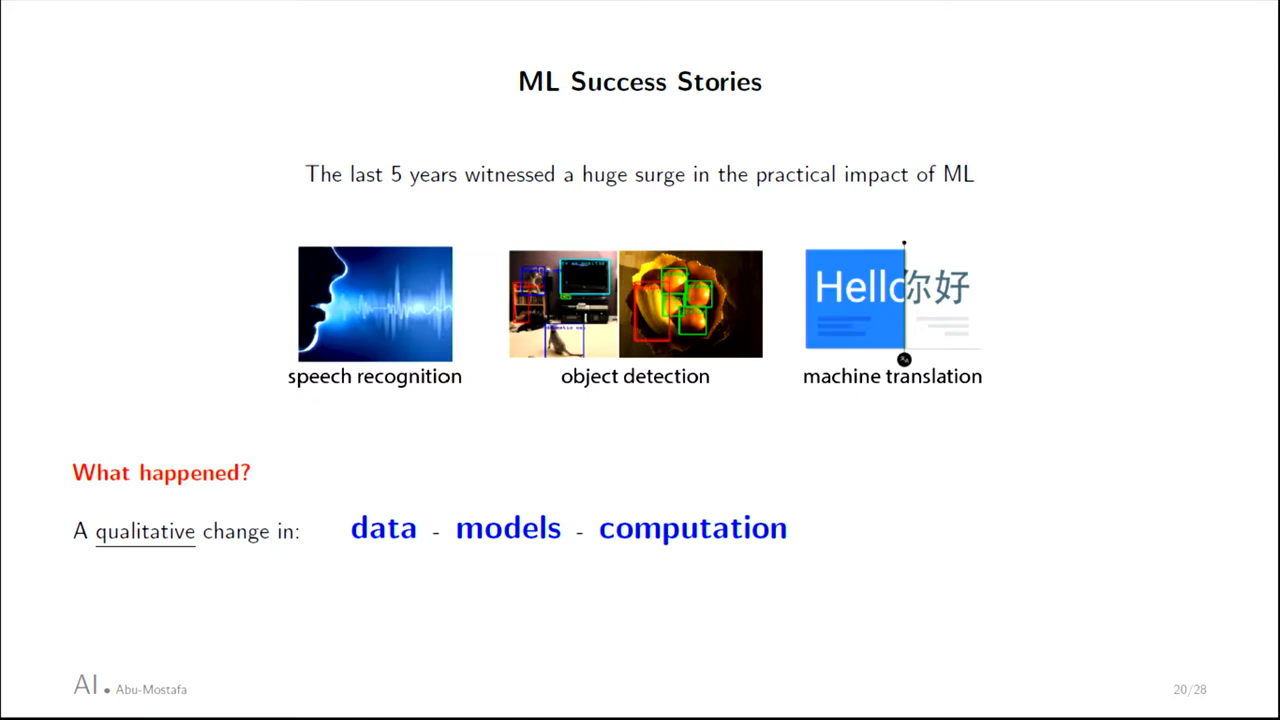 ML Success Stories
The last 5 years witnessed a huge surge in the practical impact of ML
Hello你好
speech recognition
object detection
machine translation
What happened?
A qualitative change in: data - models - computation
AI. Abu-Mostafa
20/28